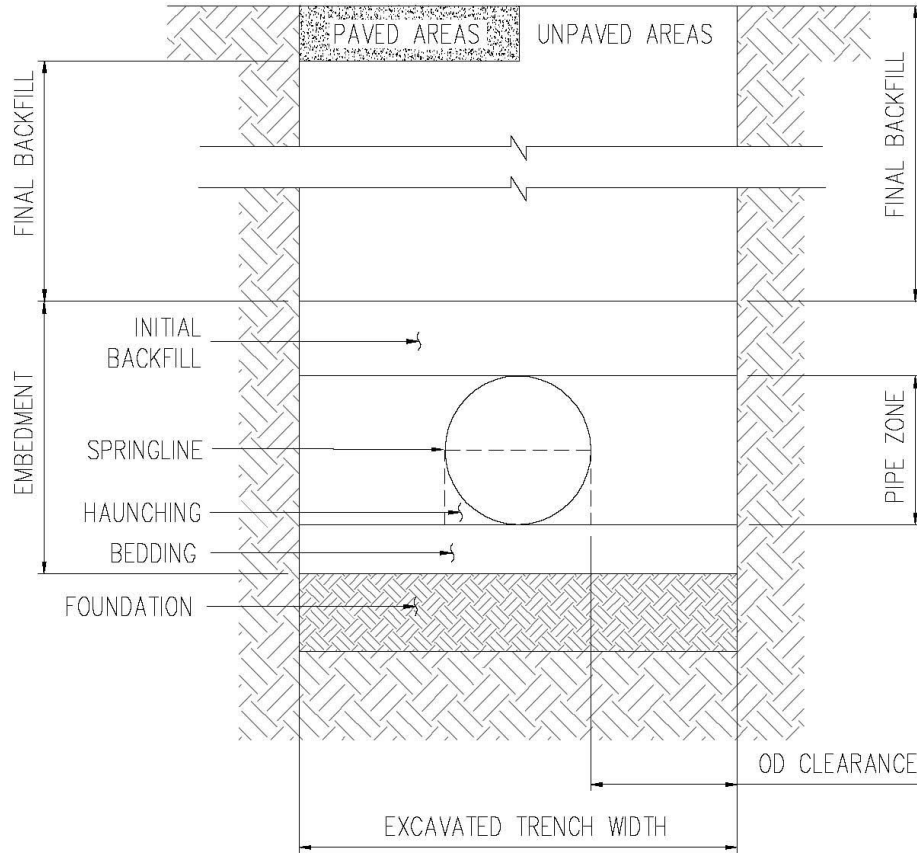 PAVED AREAS
UNPAVED AREAS
FINAL BACKFILL
FINAL BACKFILL
INITIAL
BACKFILL
EMBEDMENT
PIPE ZONE
SPRINGLINE
HAUNCHING
BEDDING
FOUNDATION
OD CLEARANCE
EXCAVATED TRENCH WIDTH